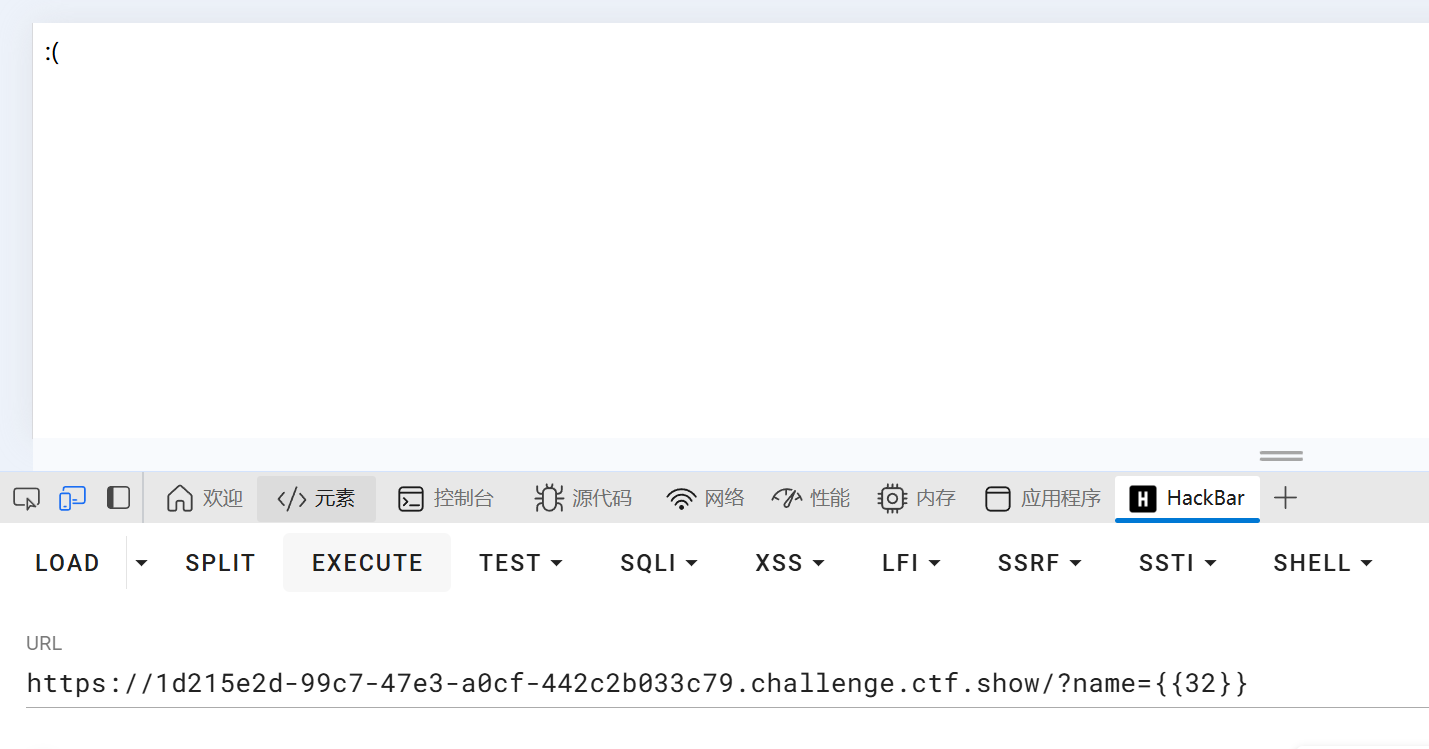 :(
欢迎 元素 控制台 源代码 网络 性能 内存 应用程序 H HackBar
LOAD SPLIT EXECUTE TEST SQLI XSS LFI SSRF SSTI SHELL
URL
https://1d215e2d-99c7-47e3-a0cf-442c2b033c79.challenge.ctf.show/?name={{32}}